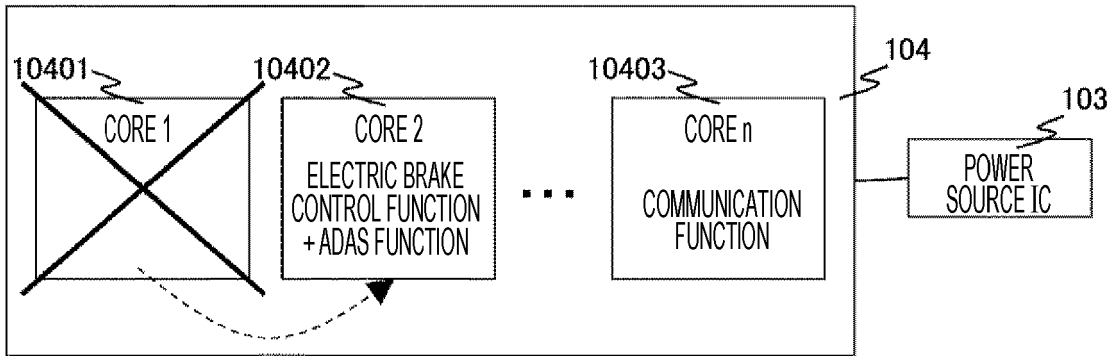 10401
10402
10403
104
103
CORE 1
CORE 2
ELECTRIC BRAKE
CONTROL FUNCTION
+ ADAS FUNCTION
CORE n
COMMUNICATION
FUNCTION
POWER
SOURCE IC